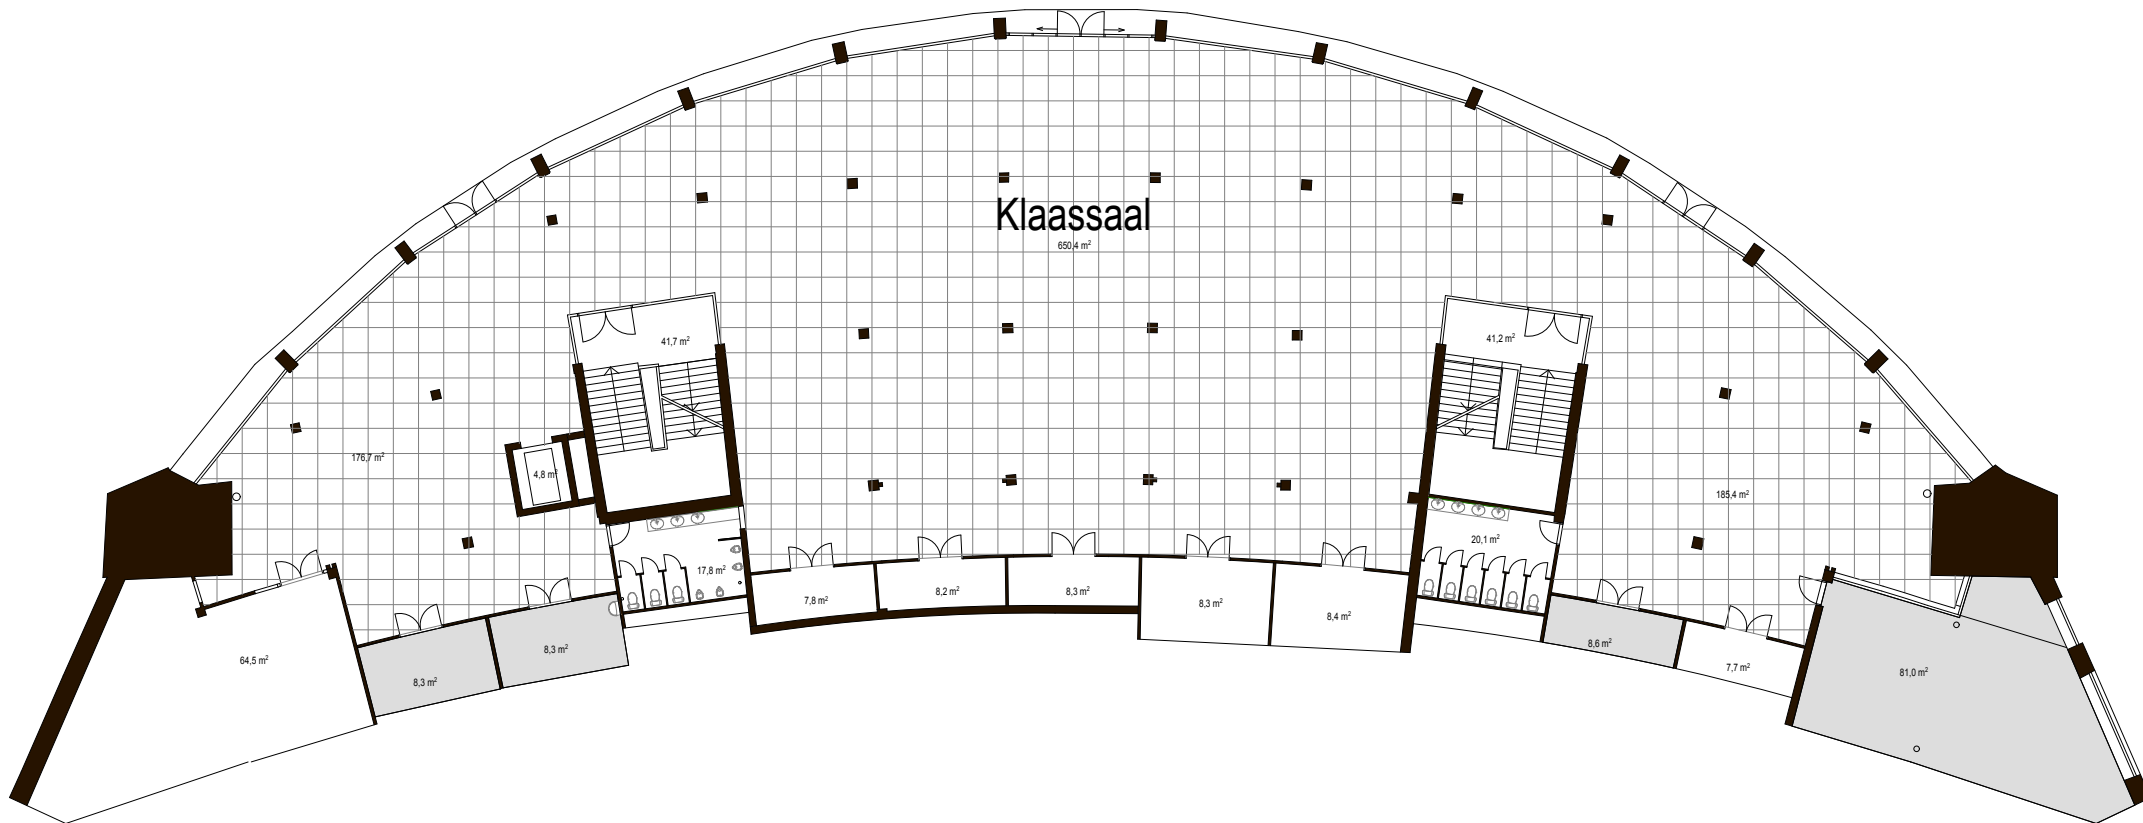 Klaassaal
650,4 m²
41,7 m²
41,2 m²
176,7 m²
4,8 m²
185,4 m²
20,1 m²
17,8 m²
7,8 m²
8,2 m²
8,3 m²
8,3 m²
8,4 m²
8,6 m²
7,7 m²
64,5 m²
8,3 m²
8,3 m²
81,0 m²